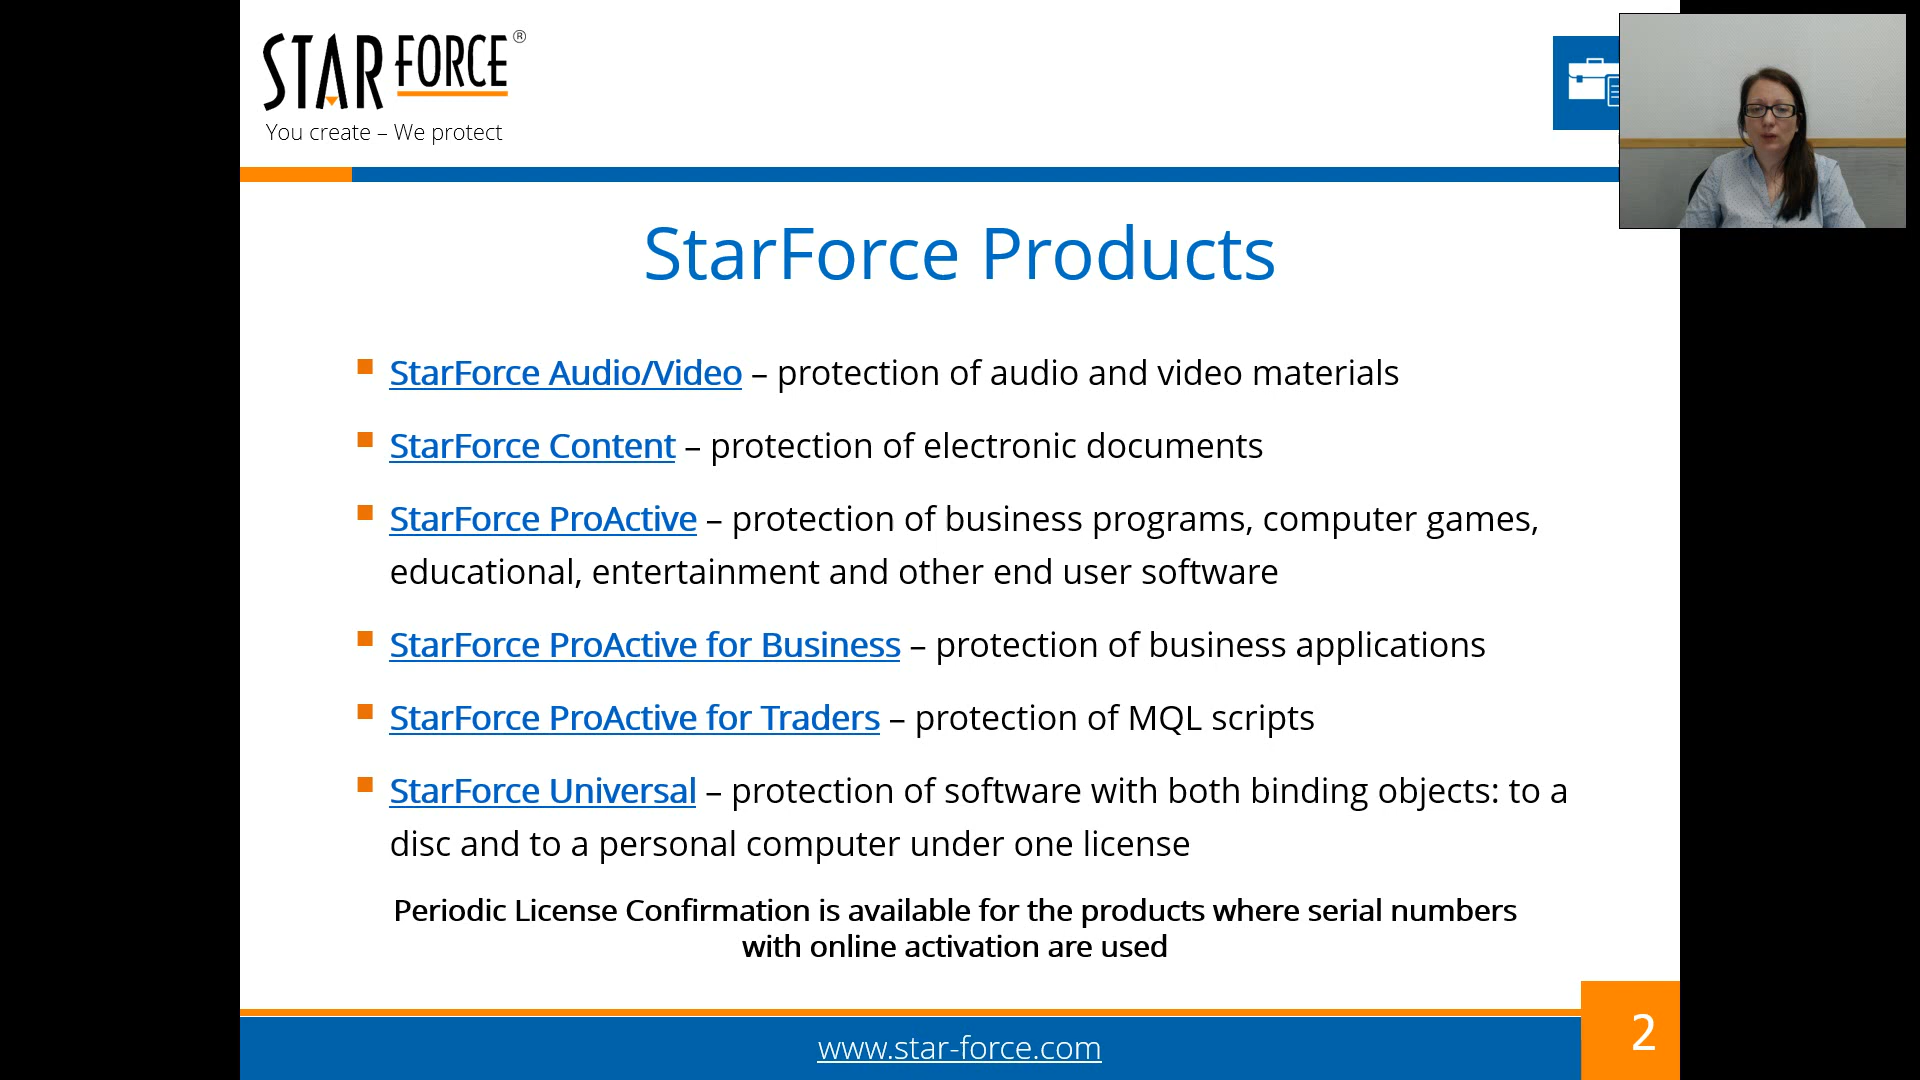 STAR FORCE®
You create – We protect
StarForce Products
StarForce Audio/Video – protection of audio and video materials
StarForce Content – protection of electronic documents
StarForce ProActive – protection of business programs, computer games,
educational, entertainment and other end user software
StarForce ProActive for Business – protection of business applications
StarForce ProActive for Traders – protection of MQL scripts
StarForce Universal – protection of software with both binding objects: to a
disc and to a personal computer under one license
Periodic License Confirmation is available for the products where serial numbers
with online activation are used
www.star-force.com
2